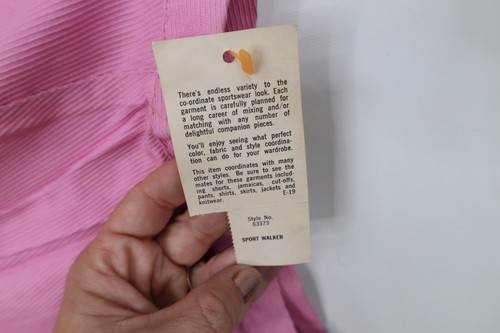 There's endless variety to the
co-ordinate sportswear look. Each
garment is carefully planned for
a long career of mixing and/or
matching with any number of
delightful companion pieces.
You'll enjoy seeing what perfect
color, fabric and style coordina-
tion can do for your wardrobe.
This item coordinates with many
other styles. Be sure to see the
mates for these garments includ-
ing shorts, jamaicas, cut-offs,
pants, shirts, skirts, jackets and
knitwear. E-19
Style No.
63373
SPORT WALKER